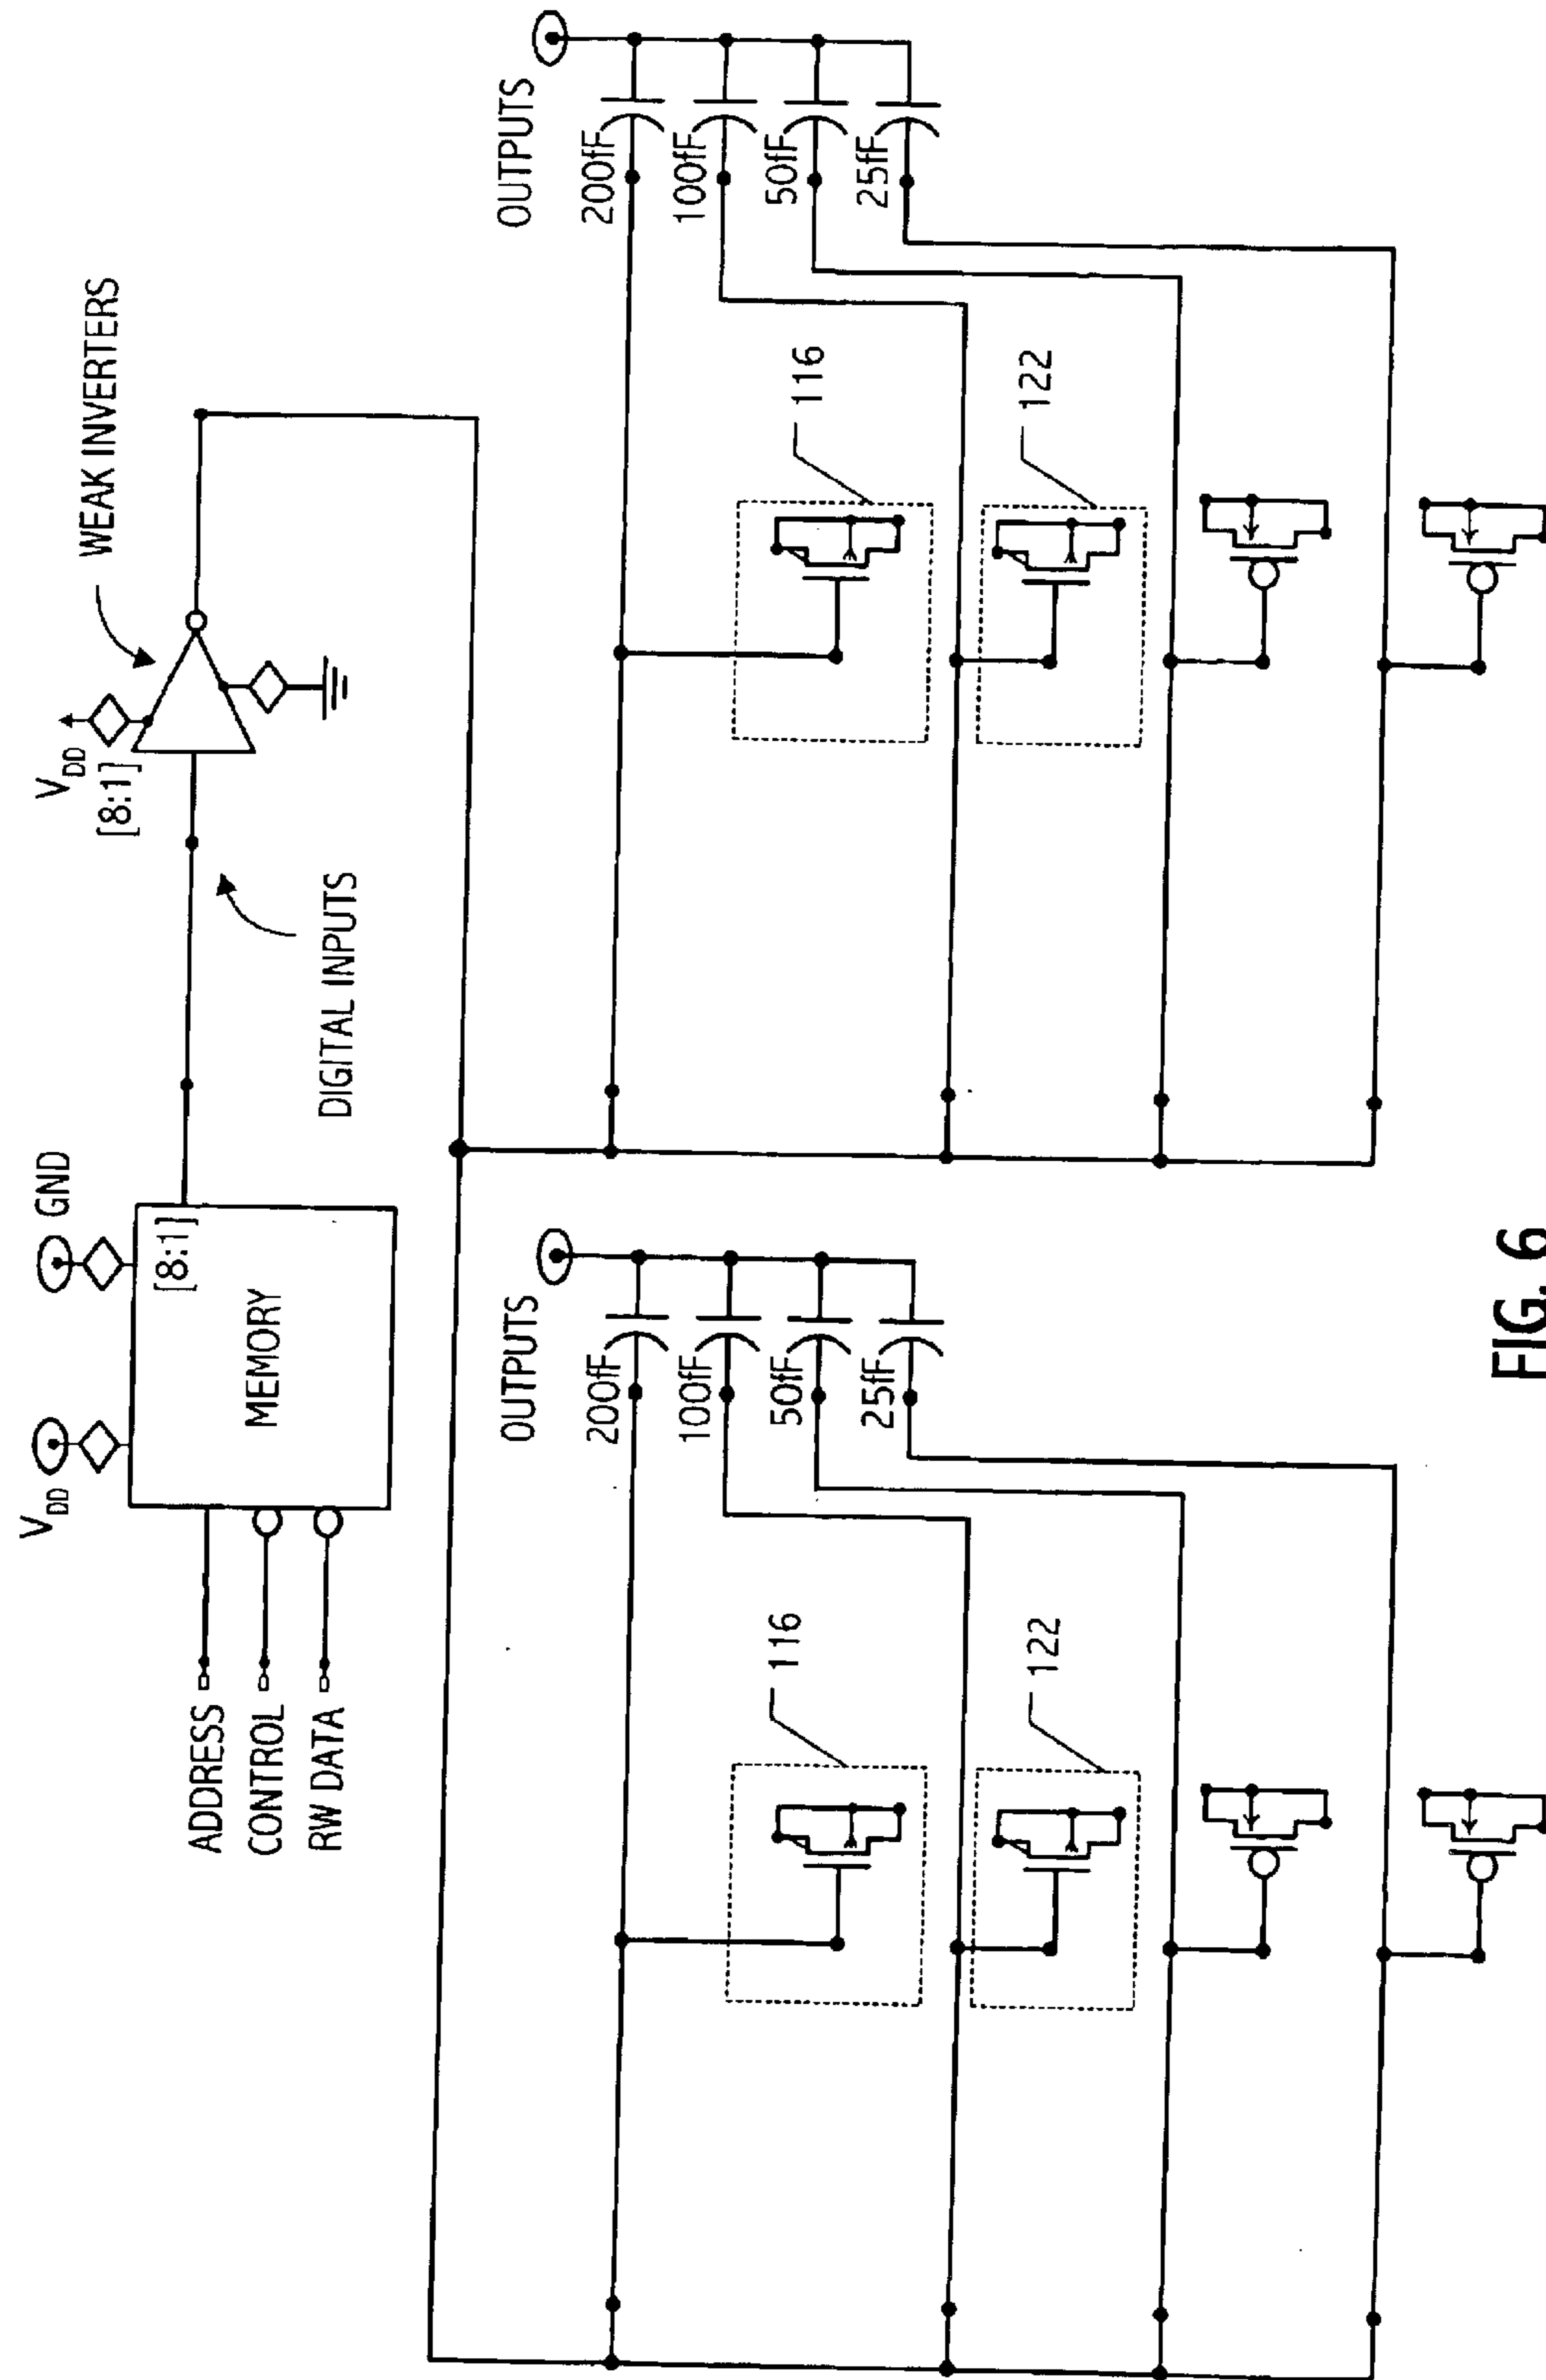 V_DD
GND
[8:1]
MEMORY
ADDRESS
CONTROL
RW DATA
DIGITAL INPUTS
V_DD
[8:1]
WEAK INVERTERS
OUTPUTS
200fF
100fF
50fF
25fF
116
122
OUTPUTS
200fF
100fF
50fF
25fF
116
122
FIG. 6